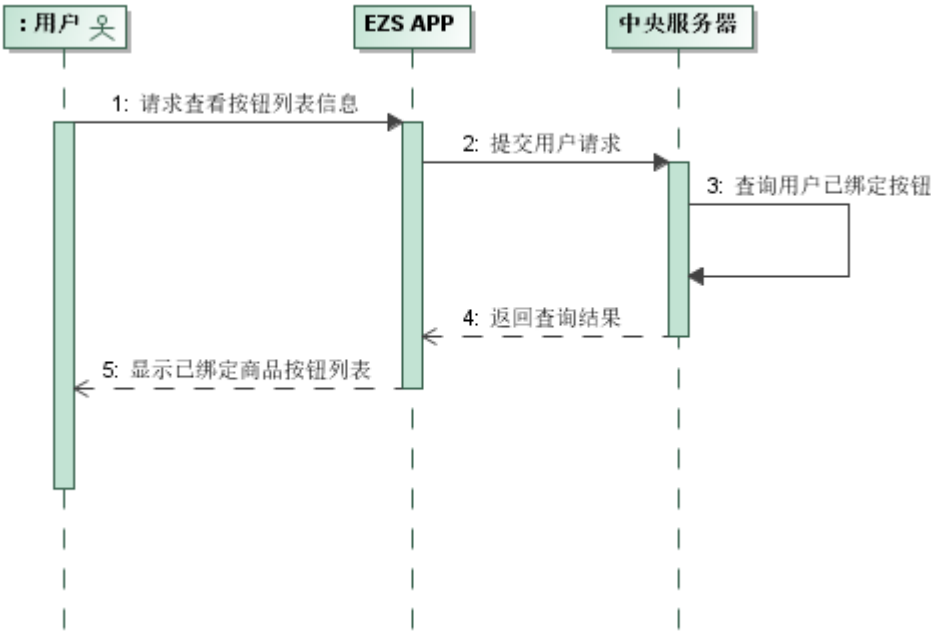 : 用户
EZS APP
中央服务器
1: 请求查看按钮列表信息
2: 提交用户请求
3: 查询用户已绑定按钮
4: 返回查询结果
5: 显示已绑定商品按钮列表